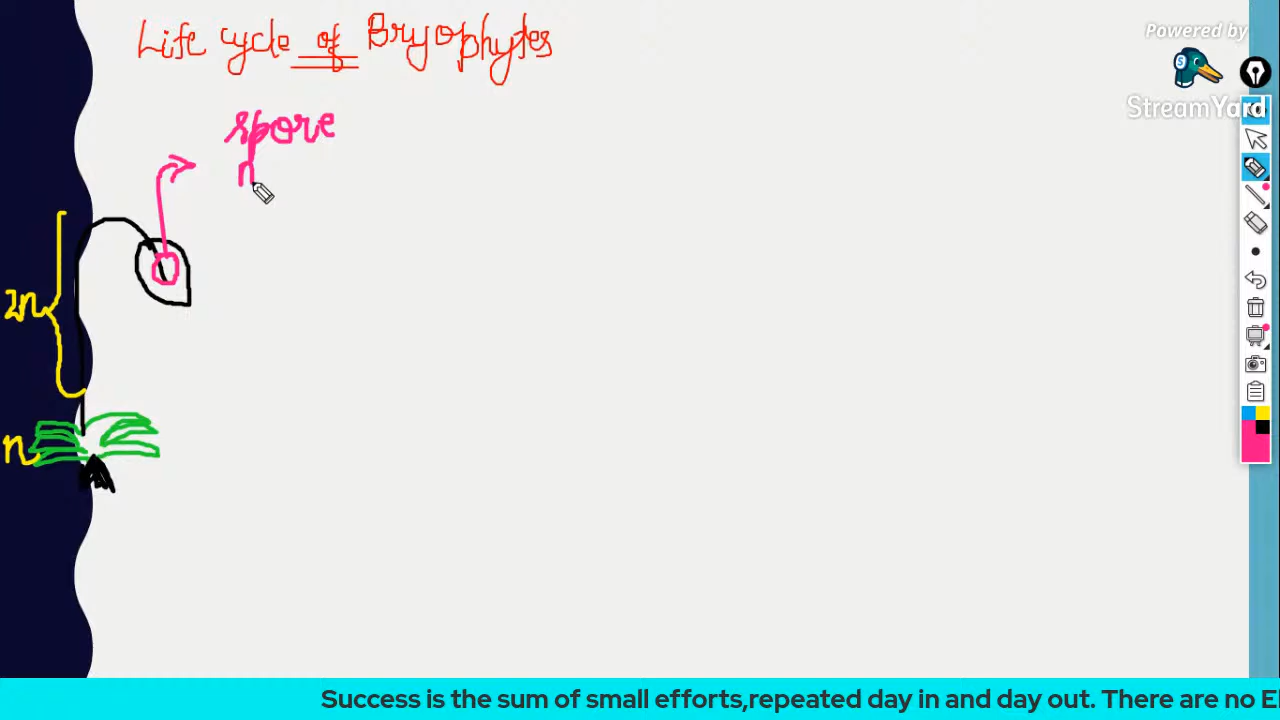 Life cycle of Bryophytes
Powered by
StreamYard
spore
n
2n
n
Success is the sum of small efforts,repeated day in and day out. There are no E